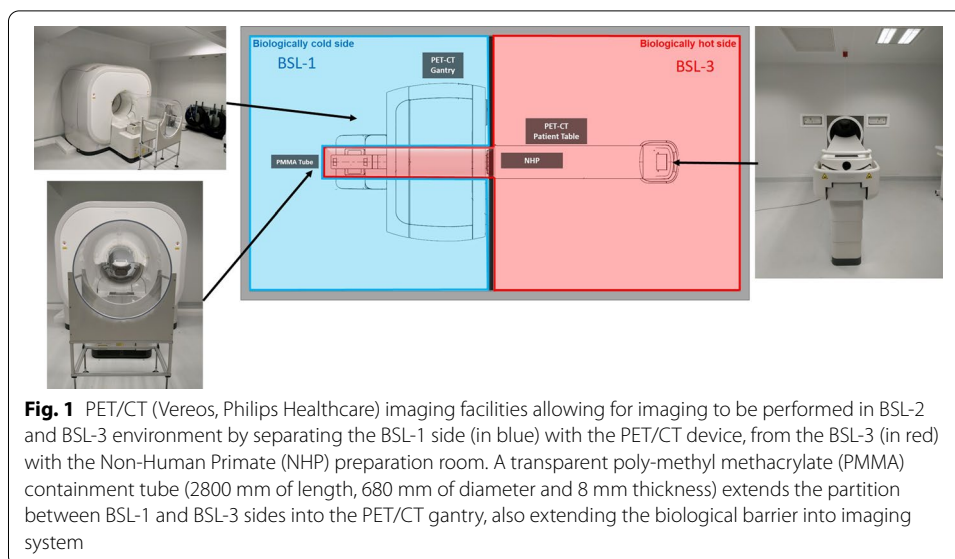 Biologically cold side
BSL-1
PET-CT
Gantry
Biologically hot side
BSL-3
PET-CT
Patient Table
PMMA Tube
NHP
Fig. 1 PET/CT (Vereos, Philips Healthcare) imaging facilities allowing for imaging to be performed in BSL-2
and BSL-3 environment by separating the BSL-1 side (in blue) with the PET/CT device, from the BSL-3 (in red)
with the Non-Human Primate (NHP) preparation room. A transparent poly-methyl methacrylate (PMMA)
containment tube (2800 mm of length, 680 mm of diameter and 8 mm thickness) extends the partition
between BSL-1 and BSL-3 sides into the PET/CT gantry, also extending the biological barrier into imaging
system